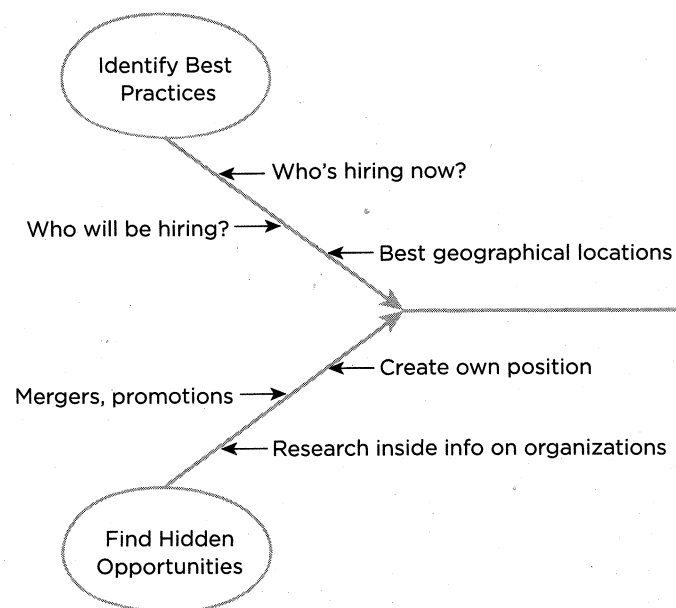 Identify Best
Practices
Who's hiring now?
Who will be hiring?
Best geographical locations
Create own position
Mergers, promotions
Research inside info on organizations
Find Hidden
Opportunities